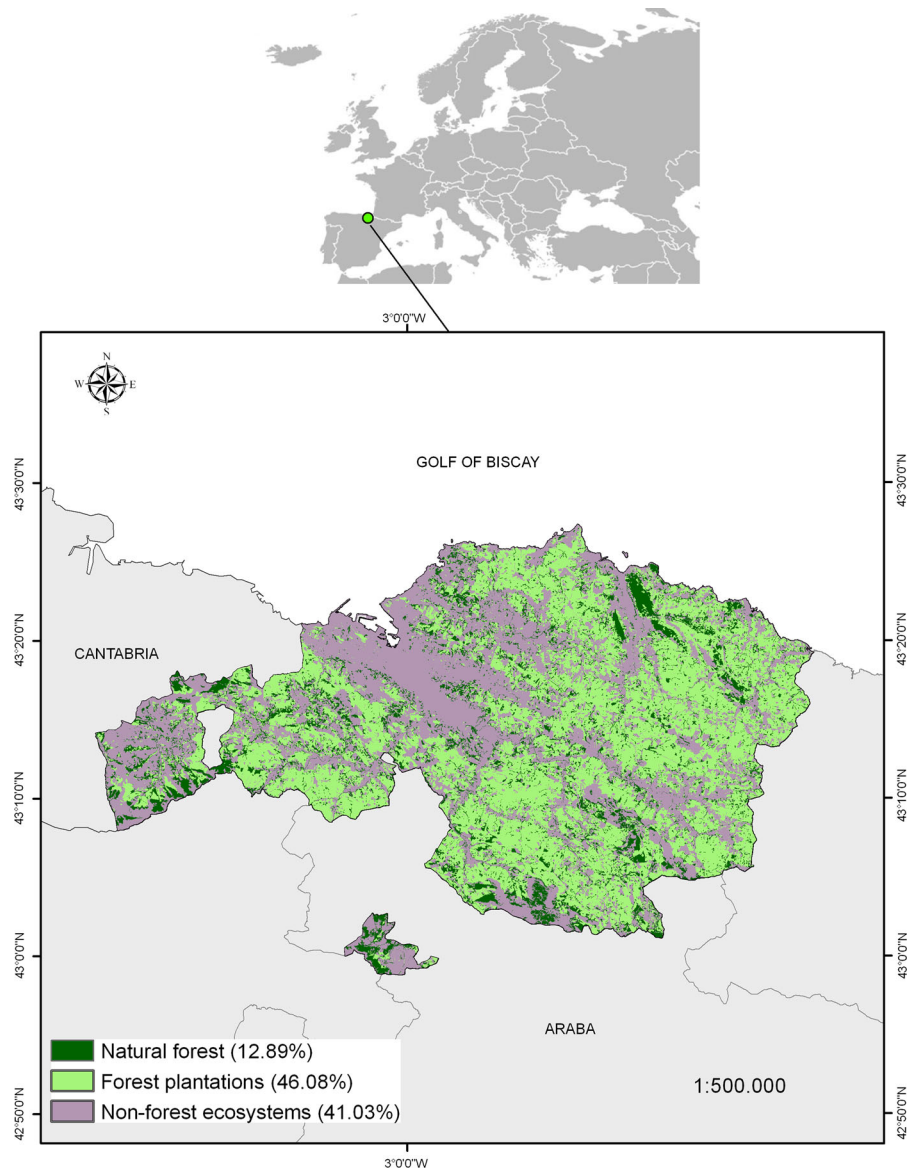 3°0'0"W
N
W E
S
GOLF OF BISCAY
43°30'0"N
43°30'0"N
43°20'0"N
43°20'0"N
CANTABRIA
43°10'0"N
43°10'0"N
43°0'0"N
43°0'0"N
ARABA
Natural forest (12.89%)
Forest plantations (46.08%)
1:500.000
Non-forest ecosystems (41.03%)
42°50'0"N
42°50'0"N
3°0'0"W